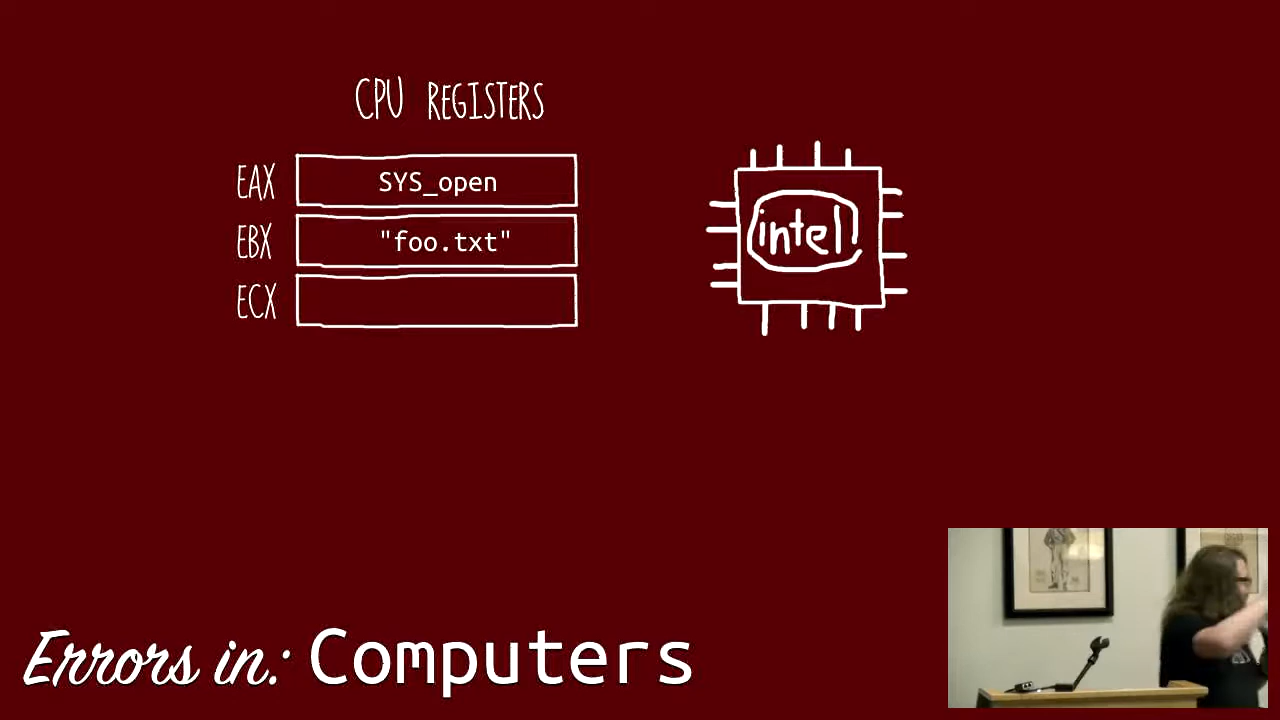 CPU REGISTERS
EAX SYS_open
EBX "foo.txt"
ECX
intel
Errors in: Computers